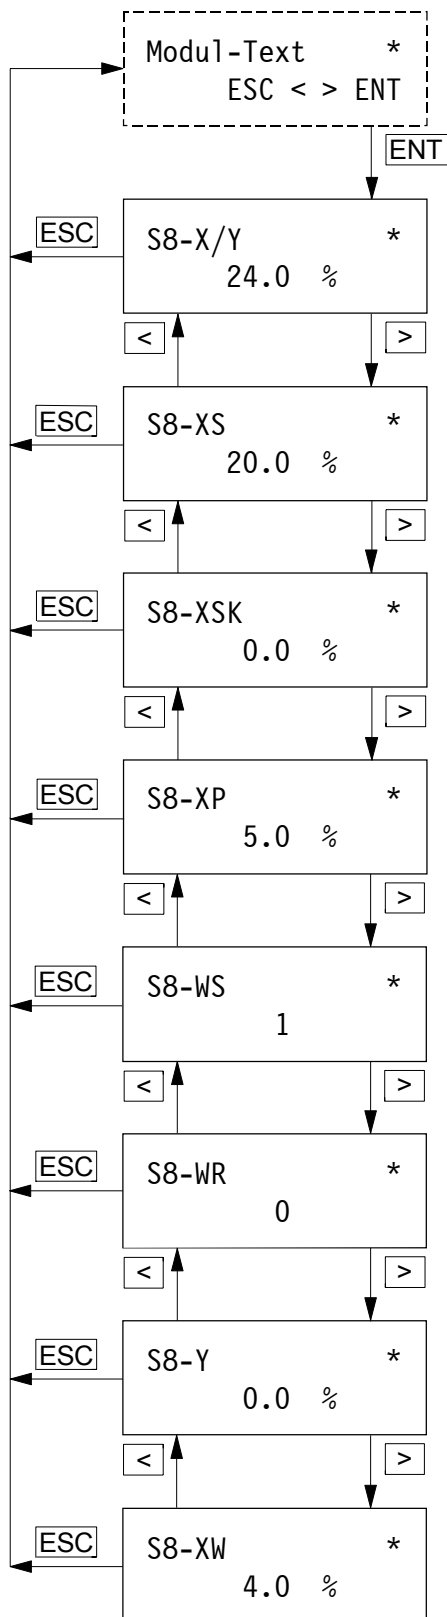 Modul-Text *
ESC < > ENT
ENT
ESC
S8-X/Y *
24.0 %
< >
ESC
S8-XS *
20.0 %
< >
ESC
S8-XSK *
0.0 %
< >
ESC
S8-XP *
5.0 %
< >
ESC
S8-WS *
1
< >
ESC
S8-WR *
0
< >
ESC
S8-Y *
0.0 %
< >
ESC
S8-XW *
4.0 %